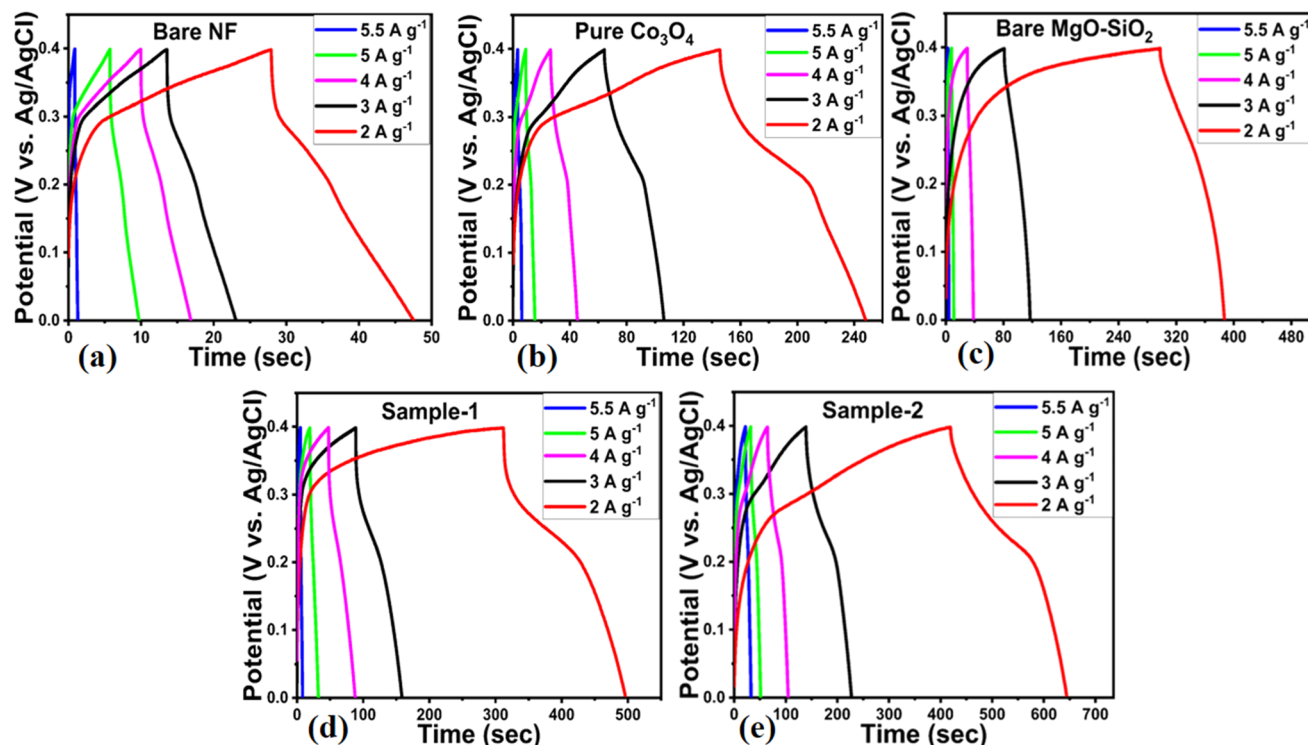 Bare NF
5.5 A g⁻¹
5 A g⁻¹
4 A g⁻¹
3 A g⁻¹
2 A g⁻¹
Potential (V vs. Ag/AgCl)
0.4
0.3
0.2
0.1
0.0
0 10 20 30 40 50
Time (sec)
(a)
Pure Co₃O₄
5.5 A g⁻¹
5 A g⁻¹
4 A g⁻¹
3 A g⁻¹
2 A g⁻¹
Potential (V vs. Ag/AgCl)
0.4
0.3
0.2
0.1
0.0
0 40 80 120 160 200 240
Time (sec)
(b)
Bare MgO-SiO₂
5.5 A g⁻¹
5 A g⁻¹
4 A g⁻¹
3 A g⁻¹
2 A g⁻¹
Potential (V vs. Ag/AgCl)
0.4
0.3
0.2
0.1
0.0
0 80 160 240 320 400 480
Time (sec)
(c)
Sample-1
5.5 A g⁻¹
5 A g⁻¹
4 A g⁻¹
3 A g⁻¹
2 A g⁻¹
Potential (V vs. Ag/AgCl)
0.4
0.3
0.2
0.1
0.0
0 100 200 300 400 500
Time (sec)
(d)
Sample-2
5.5 A g⁻¹
5 A g⁻¹
4 A g⁻¹
3 A g⁻¹
2 A g⁻¹
Potential (V vs. Ag/AgCl)
0.4
0.3
0.2
0.1
0.0
0 100 200 300 400 500 600 700
Time (sec)
(e)